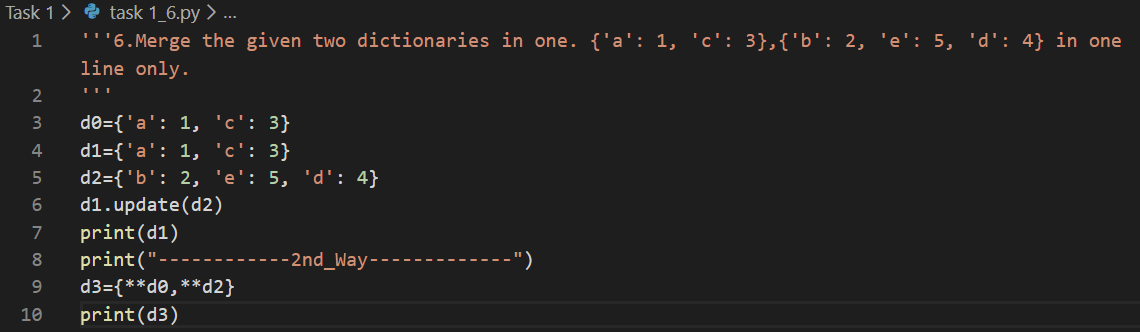 Task 1 > task 1_6.py > ...
1 '''6.Merge the given two dictionaries in one. {'a': 1, 'c': 3},{'b': 2, 'e': 5, 'd': 4} in one
line only.
2 '''
3 d0={'a': 1, 'c': 3}
4 d1={'a': 1, 'c': 3}
5 d2={'b': 2, 'e': 5, 'd': 4}
6 d1.update(d2)
7 print(d1)
8 print("------------2nd_Way-------------")
9 d3={**d0,**d2}
10 print(d3)